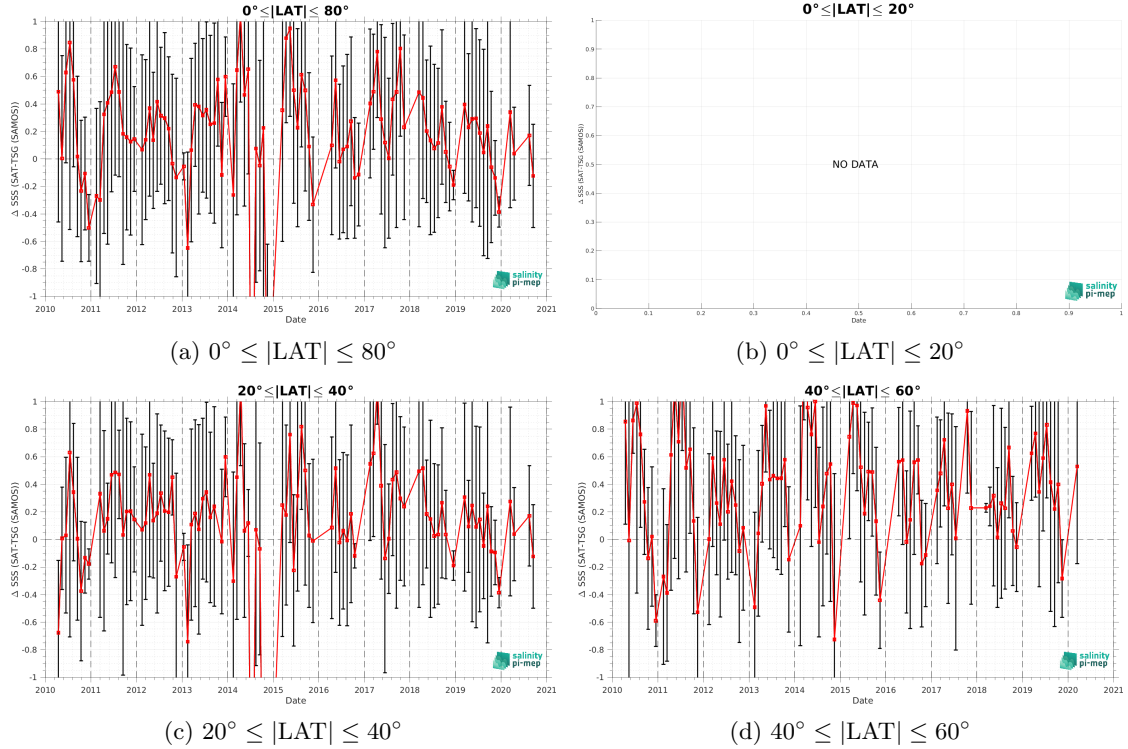 0°≤|LAT|≤ 80°
Δ SSS (SAT-TSG (SAMOS))
1
0.8
0.6
0.4
0.2
0
-0.2
-0.4
-0.6
-0.8
-1
2010 2011 2012 2013 2014 2015 2016 2017 2018 2019 2020 2021
Date
salinity
pi-mep
(a) 0° ≤ |LAT| ≤ 80°
0°≤|LAT|≤ 20°
Δ SSS (SAT-TSG (SAMOS))
1
0.9
0.8
0.7
0.6
0.5
0.4
0.3
0.2
0.1
0
NO DATA
0 0.1 0.2 0.3 0.4 0.5 0.6 0.7 0.8 0.9 1
Date
salinity
pi-mep
(b) 0° ≤ |LAT| ≤ 20°
20°≤|LAT|≤ 40°
Δ SSS (SAT-TSG (SAMOS))
1
0.8
0.6
0.4
0.2
0
-0.2
-0.4
-0.6
-0.8
-1
2010 2011 2012 2013 2014 2015 2016 2017 2018 2019 2020 2021
Date
salinity
pi-mep
(c) 20° ≤ |LAT| ≤ 40°
40°≤|LAT|≤ 60°
Δ SSS (SAT-TSG (SAMOS))
1
0.8
0.6
0.4
0.2
0
-0.2
-0.4
-0.6
-0.8
-1
2010 2011 2012 2013 2014 2015 2016 2017 2018 2019 2020 2021
Date
salinity
pi-mep
(d) 40° ≤ |LAT| ≤ 60°